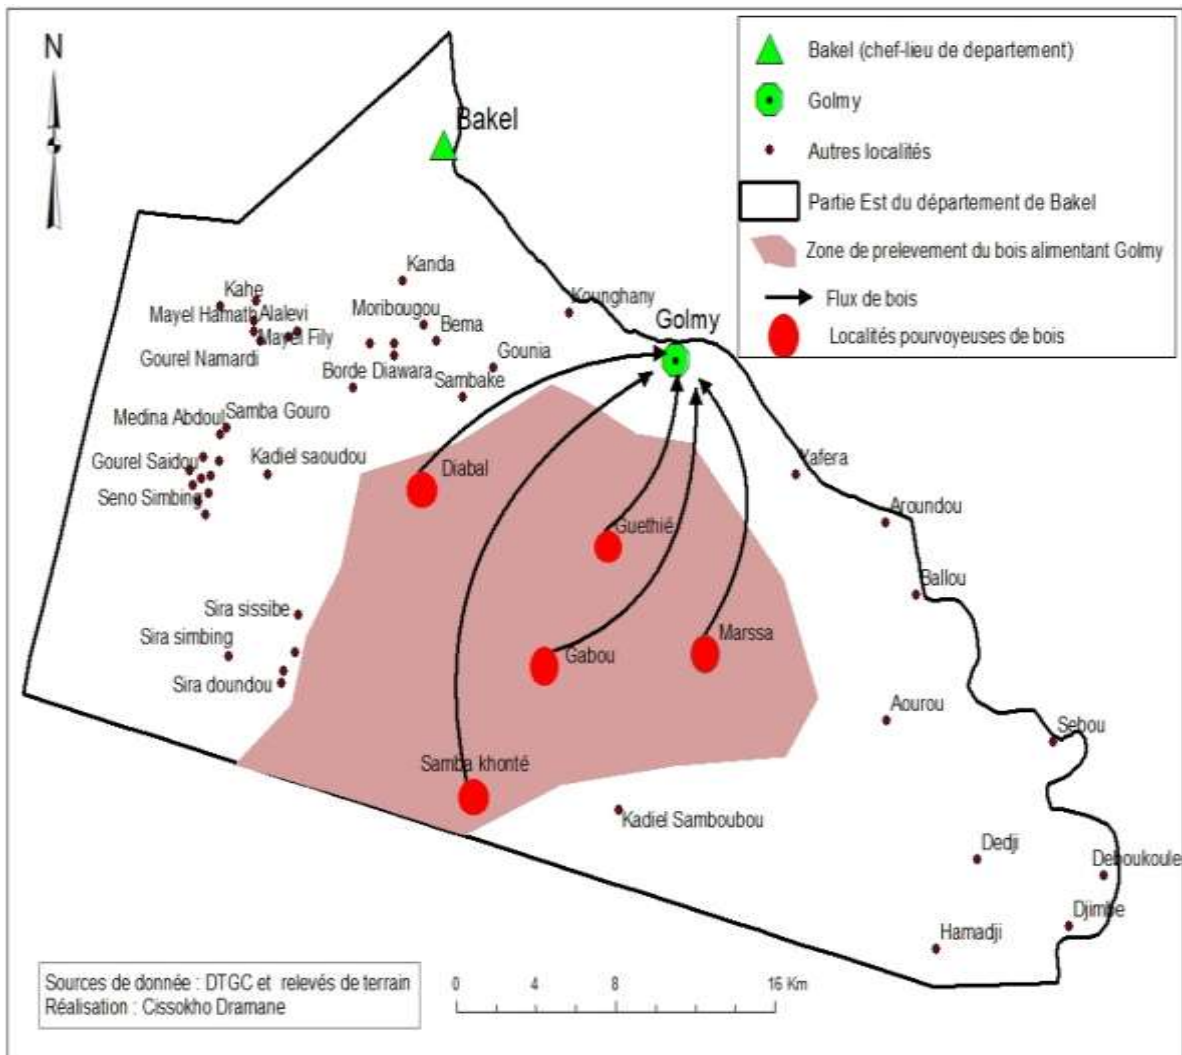 N
Bakel (chef-lieu de departement)
Golmy
Autres localités
Partie Est du département de Bakel
Zone de prelevement du bois alimentant Golmy
Flux de bois
Localités pourvoyeuses de bois
Bakel
Kanda
Kahe
Kounghany
Mayel Hamath
Alalevi
Moribougou
Golmy
Mayel Fily
Bema
Gourel Namardi
Gounia
Borde Diawara
Sambake
Medina Abdoul
Samba Gouro
Gourel Saidou
Kadiel saoudou
Diabal
Yafera
Seno Simbing
Aroundou
Guethié
Ballou
Sira sissibe
Sira simbing
Marssa
Gabou
Sira doundou
Aourou
Sebou
Samba khonté
Kadiel Samboubou
Dedji
Deboukoule
Djimbe
Hamadji
Sources de donnée : DTGC et relevés de terrain
Réalisation : Cissokho Dramane
0 4 8 16 Km